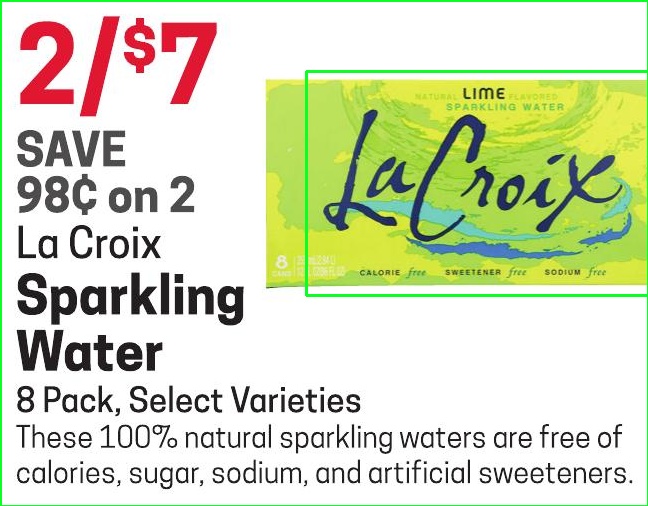 2/$7
SAVE
98¢ on 2
La Croix
Sparkling
Water
8 Pack, Select Varieties
These 100% natural sparkling waters are free of
calories, sugar, sodium, and artificial sweeteners.
NATURAL LIME FLAVORED
SPARKLING WATER
LaCroix
8
CANS
CALORIE free SWEETENER free SODIUM free